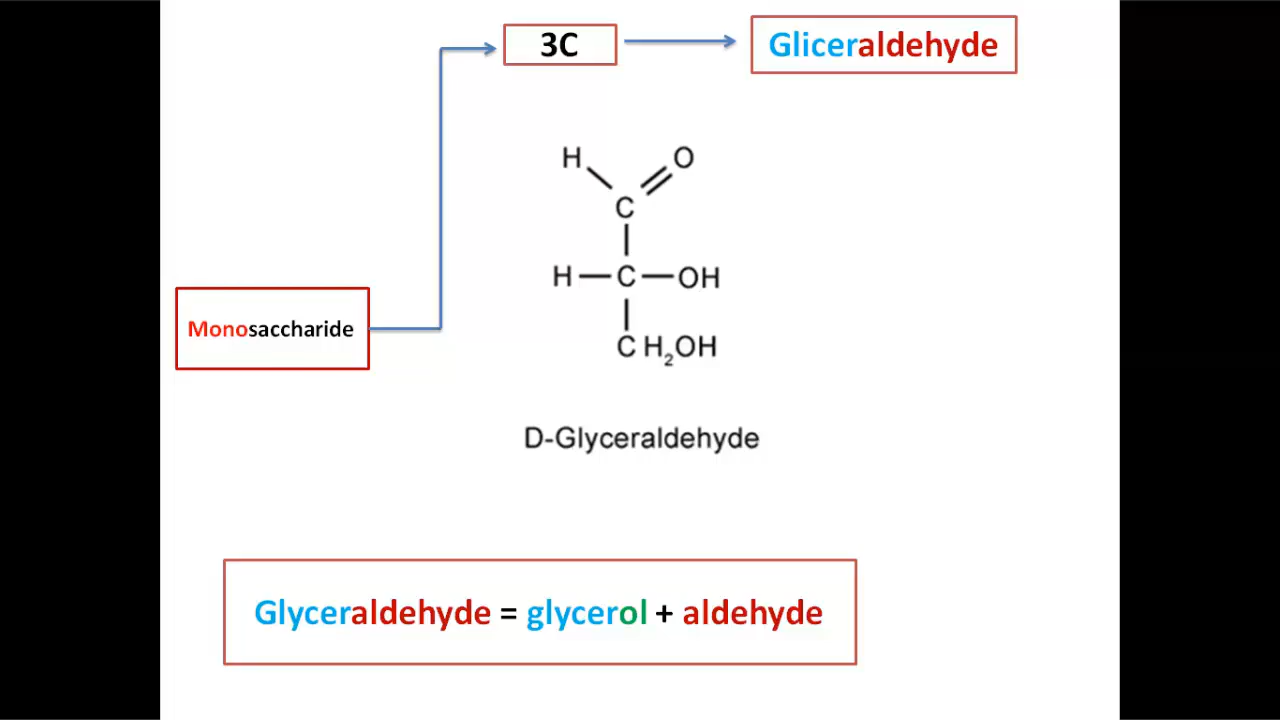 3C
Gliceraldehyde
H O
C
H—C—OH
CH₂OH
Monosaccharide
D-Glyceraldehyde
Glyceraldehyde = glycerol + aldehyde